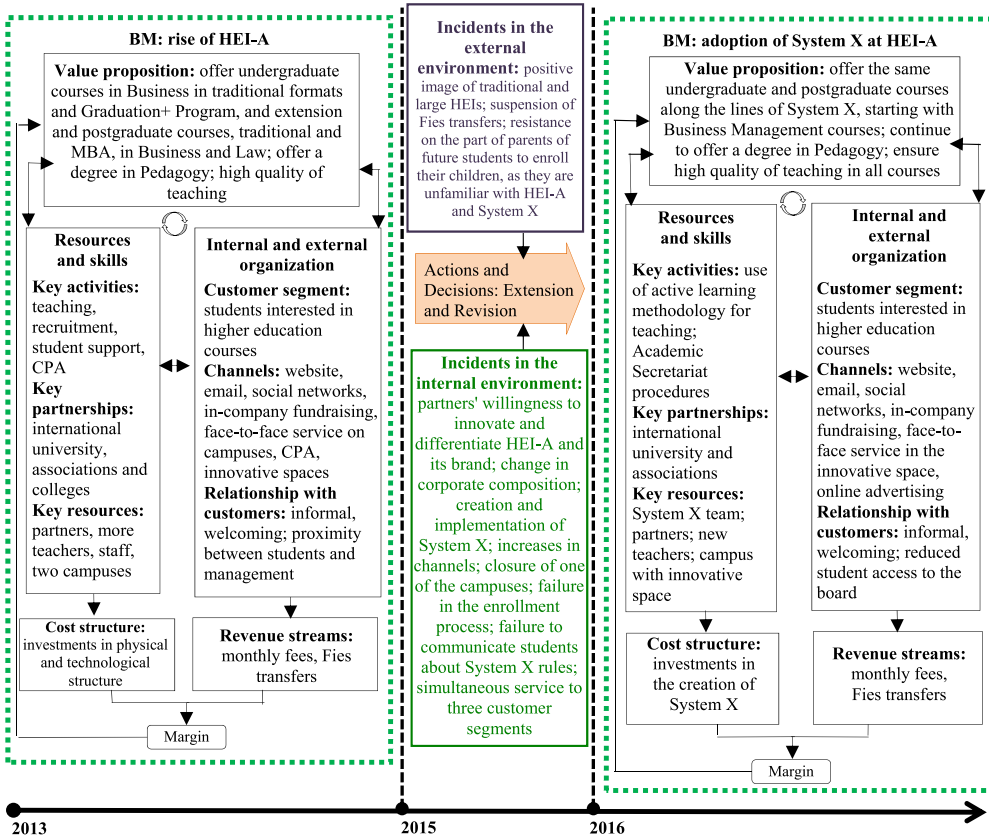 BM: rise of HEI-A
Value proposition: offer undergraduate
courses in Business in traditional formats
and Graduation+ Program, and extension
and postgraduate courses, traditional and
MBA, in Business and Law; offer a
degree in Pedagogy; high quality of
teaching
Resources
and skills
Key activities:
teaching,
recruitment,
student support,
CPA
Key
partnerships:
international
university,
associations and
colleges
Key resources:
partners, more
teachers, staff,
two campuses
Internal and external
organization
Customer segment:
students interested in
higher education
courses
Channels: website,
email, social networks,
in-company fundraising,
face-to-face service on
campuses, CPA,
innovative spaces
Relationship with
customers: informal,
welcoming; proximity
between students and
management
Cost structure:
investments in physical
and technological
structure
Revenue streams:
monthly fees, Fies
transfers
Margin
Incidents in the
external
environment: positive
image of traditional and
large HEIs; suspension of
Fies transfers; resistance
on the part of parents of
future students to enroll
their children, as they are
unfamiliar with HEI-A
and System X
Actions and
Decisions: Extension
and Revision
Incidents in the
internal environment:
partners' willingness to
innovate and
differentiate HEI-A and
its brand; change in
corporate composition;
creation and
implementation of
System X; increases in
channels; closure of one
of the campuses; failure
in the enrollment
process; failure to
communicate students
about System X rules;
simultaneous service to
three customer
segments
BM: adoption of System X at HEI-A
Value proposition: offer the same
undergraduate and postgraduate courses
along the lines of System X, starting with
Business Management courses; continue
to offer a degree in Pedagogy; ensure
high quality of teaching in all courses
Resources
and skills
Key activities: use
of active learning
methodology for
teaching;
Academic
Secretariat
procedures
Key partnerships:
international
university and
associations
Key resources:
System X team;
partners; new
teachers; campus
with innovative
space
Internal and
external
organization
Customer segment:
students interested in
higher education
courses
Channels: website,
email, social
networks, in-company
fundraising, face-to-
face service in the
innovative space,
online advertising
Relationship with
customers: informal,
welcoming; reduced
student access to the
board
Cost structure:
investments in
the creation of
System X
Revenue streams:
monthly fees,
Fies transfers
Margin
2013
2015
2016